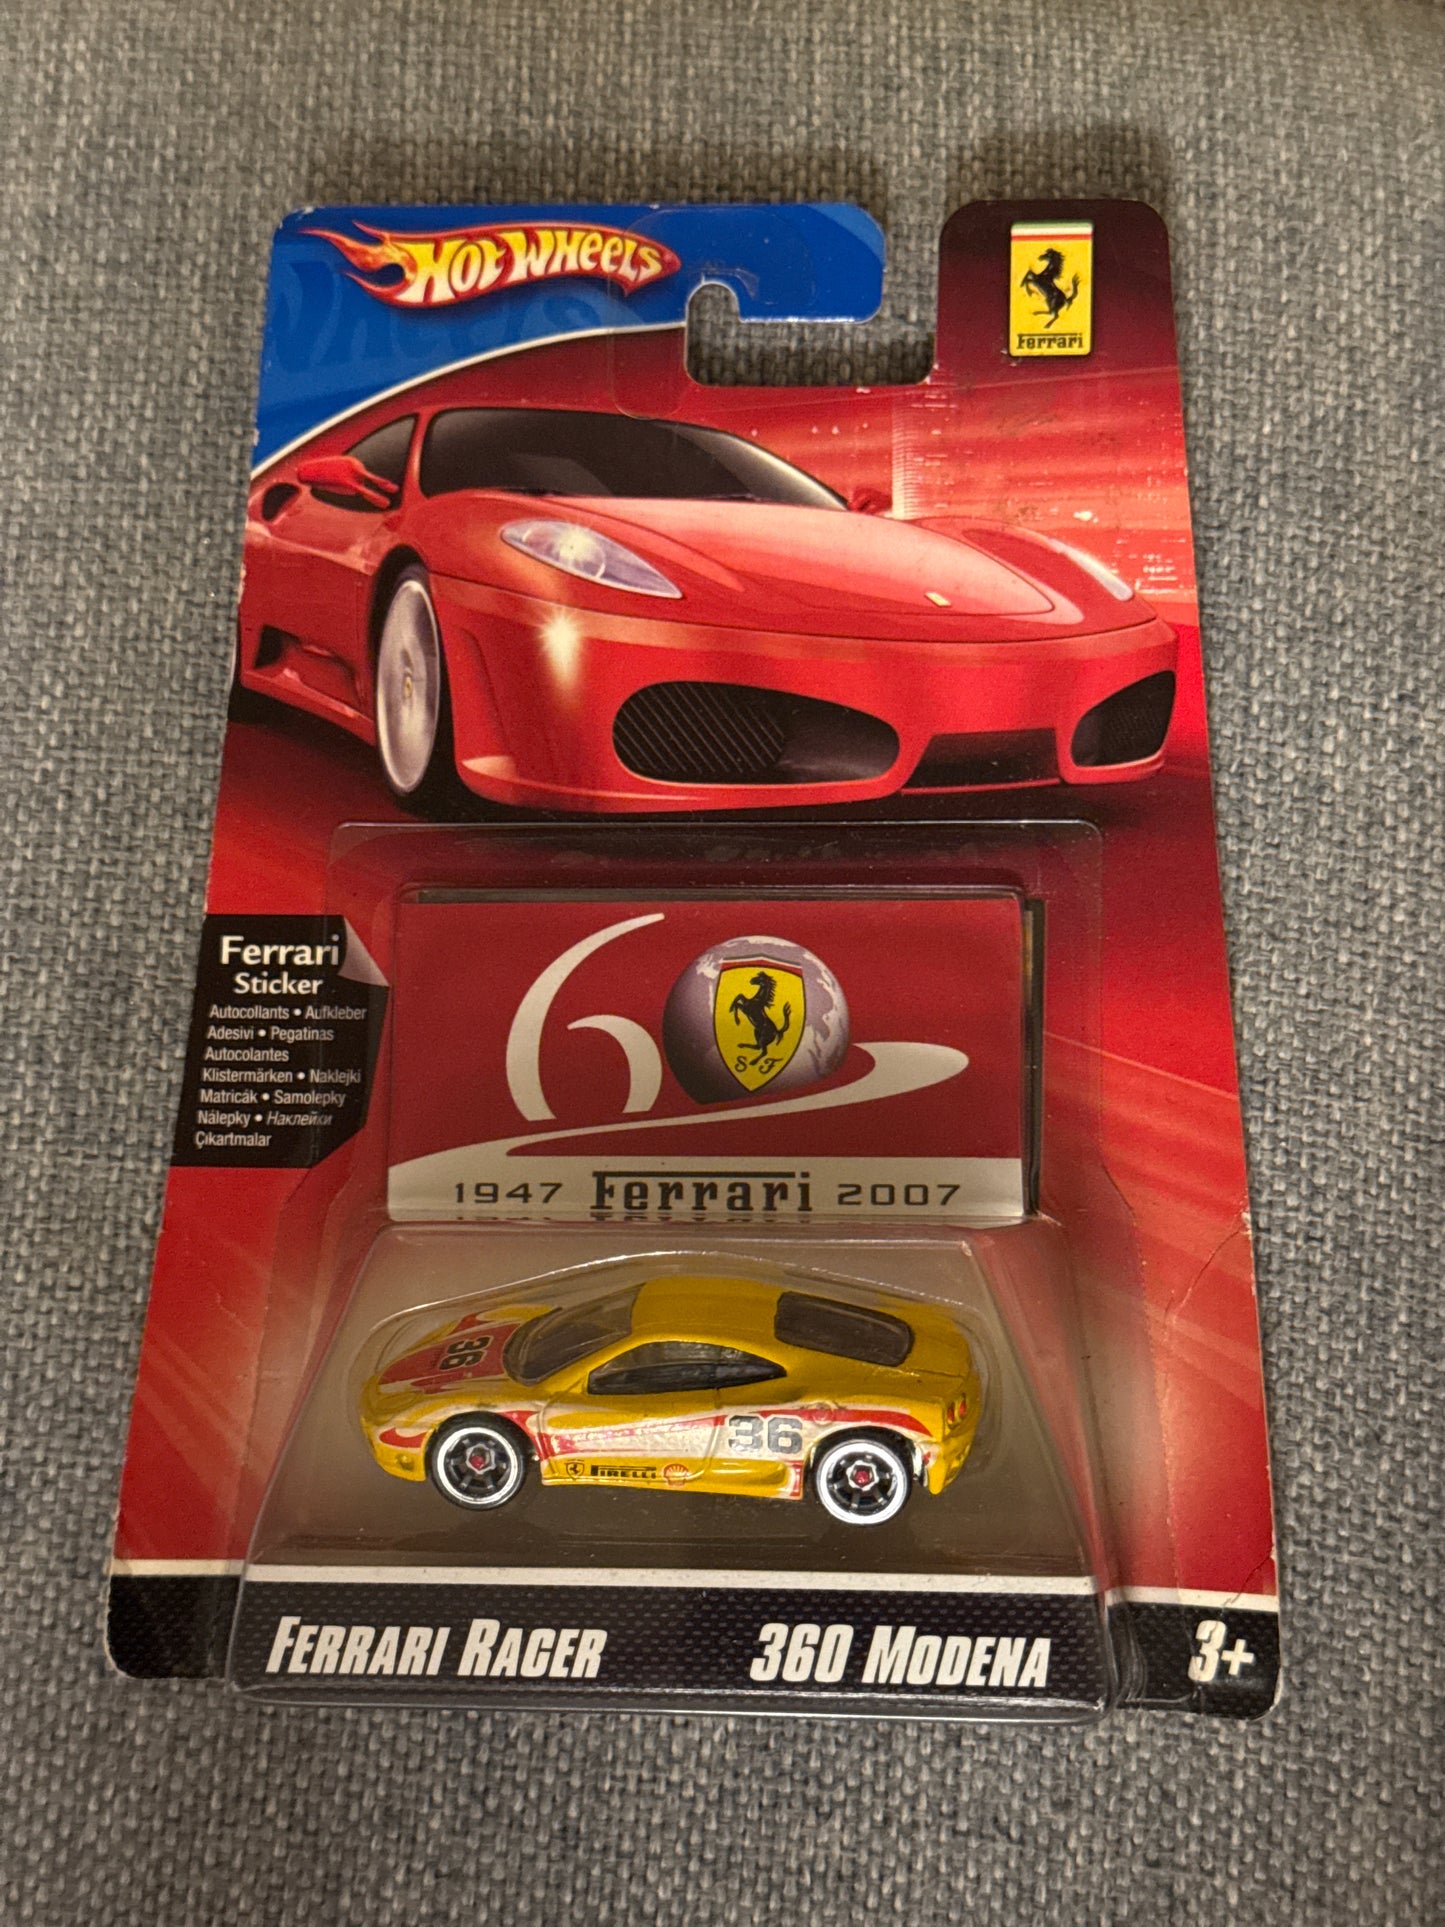 HOT WHEELS
Ferrari
Ferrari
Sticker
Autocollants • Aufkleber
Adesivi • Pegatinas
Autocolantes
Klistermärken • Naklejki
Matricák • Samolepky
Nálepky • Наклейки
Çıkartmalar
60
S F
1947 Ferrari 2007
36
36
PIRELLI
FERRARI RACER
360 MODENA
3+